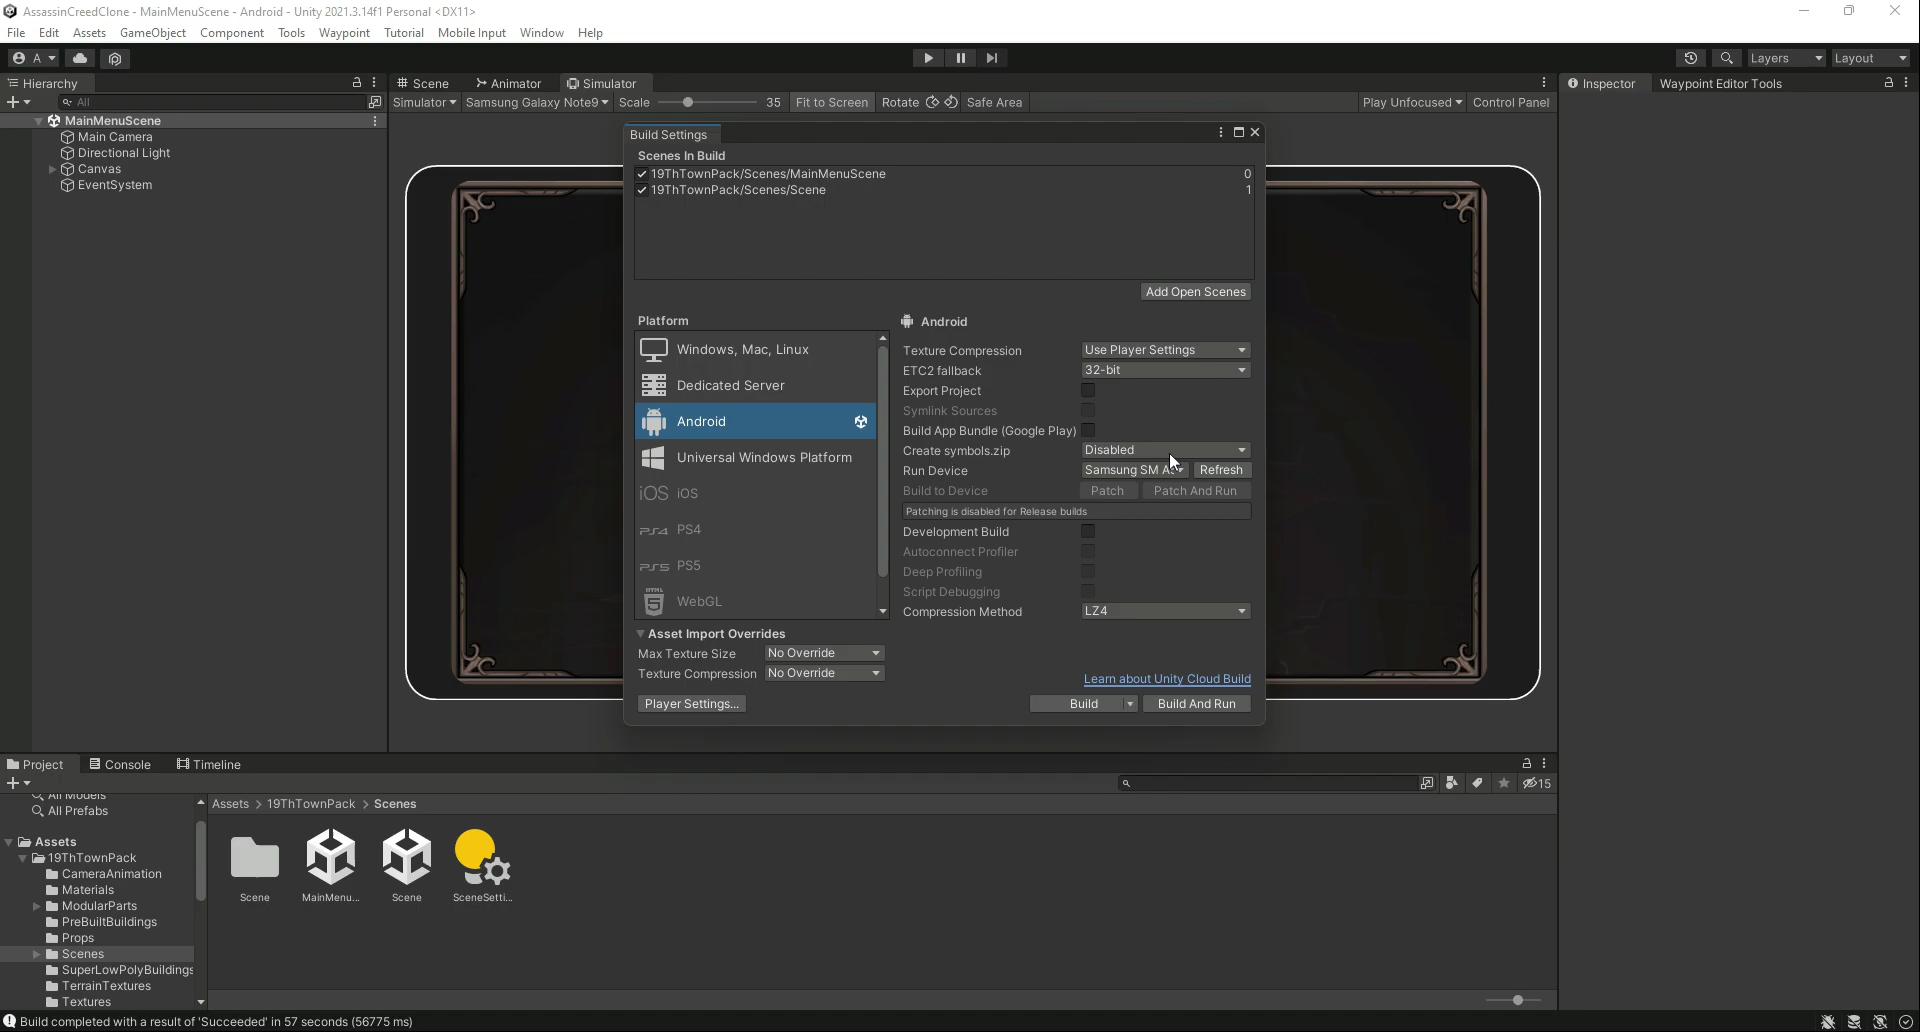 AssassinCreedClone - MainMenuScene - Android - Unity 2021.3.14f1 Personal <DX11>
File Edit Assets GameObject Component Tools Waypoint Tutorial Mobile Input Window Help
A Layers Layout
Hierarchy
All
MainMenuScene
Main Camera
Directional Light
Canvas
EventSystem
Scene Animator Simulator
Simulator Samsung Galaxy Note9 Scale 35 Fit to Screen Rotate Safe Area Play Unfocused Control Panel
Inspector Waypoint Editor Tools
Build Settings
Scenes In Build
19ThTownPack/Scenes/MainMenuScene 0
19ThTownPack/Scenes/Scene 1
Add Open Scenes
Platform
Windows, Mac, Linux
Dedicated Server
Android
Universal Windows Platform
iOS iOS
PS4 PS4
PS5 PS5
HTML 5 WebGL
Android
Texture Compression Use Player Settings
ETC2 fallback 32-bit
Export Project
Symlink Sources
Build App Bundle (Google Play)
Create symbols.zip Disabled
Run Device Samsung SM Refresh
Build to Device Patch Patch And Run
Patching is disabled for Release builds
Development Build
Autoconnect Profiler
Deep Profiling
Script Debugging
Compression Method LZ4
Asset Import Overrides
Max Texture Size No Override
Texture Compression No Override
Learn about Unity Cloud Build
Player Settings... Build Build And Run
Project Console Timeline
15
All Models
All Prefabs
Assets
19ThTownPack
CameraAnimation
Materials
ModularParts
PreBuiltBuildings
Props
Scenes
SuperLowPolyBuildings
TerrainTextures
Textures
Assets > 19ThTownPack > Scenes
Scene MainMenu... Scene SceneSetti...
Build completed with a result of 'Succeeded' in 57 seconds (56775 ms)